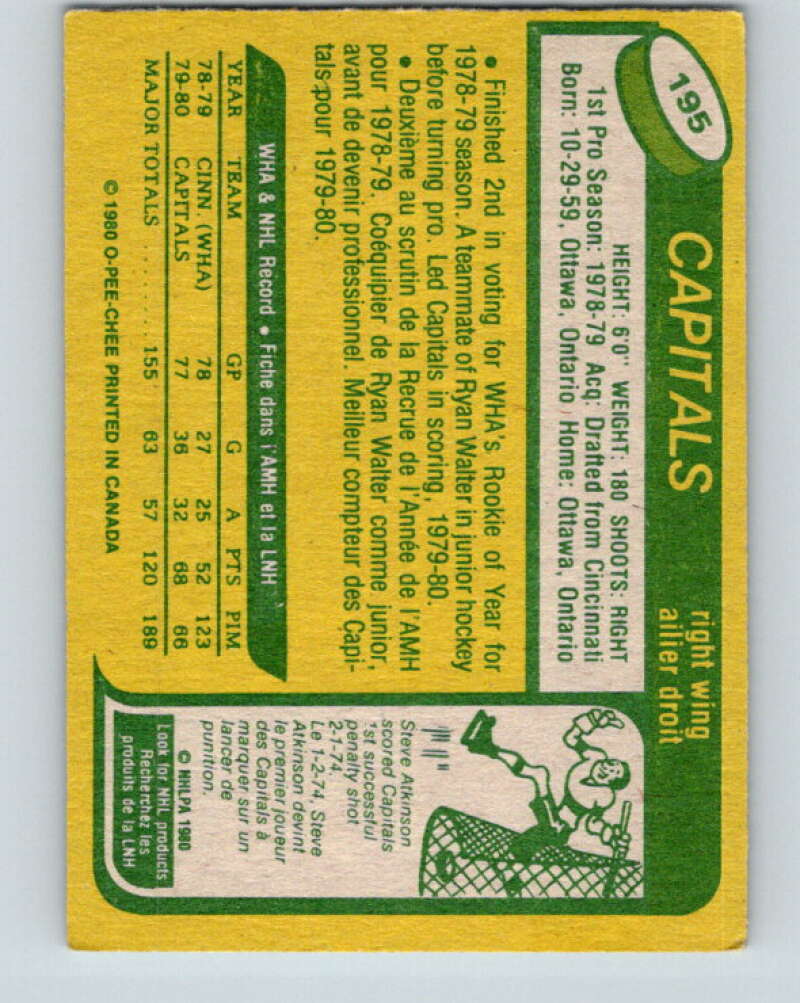 195
CAPITALS
right wing
ailier droit
HEIGHT: 6'0" WEIGHT: 180 SHOOTS: RIGHT
1st Pro Season: 1978-79 Acq: Drafted from Cincinnati
Born: 10-29-59, Ottawa, Ontario Home: Ottawa, Ontario
• Finished 2nd in voting for WHA's Rookie of Year for
1978-79 season. A teammate of Ryan Walter in junior hockey
before turning pro. Led Capitals in scoring, 1979-80.
• Deuxième au scrutin de la Recrue de l'Année de l'AMH
pour 1978-79. Coéquipier de Ryan Walter comme junior,
avant de devenir professionnel. Meilleur compteur des Capi-
tals pour 1979-80.
WHA & NHL Record • Fiche dans l'AMH et la LNH
YEAR TEAM GP G A PTS PIM
78-79 CINN. (WHA) 78 27 25 52 123
79-80 CAPITALS 77 36 32 68 66
MAJOR TOTALS ........ 155 63 57 120 189
© 1980 O-PEE-CHEE PRINTED IN CANADA
Steve Atkinson
scored Capitals
1st successful
penalty shot
2-1-74.
Le 1-2-74, Steve
Atkinson devint
le premier joueur
des Capitals à
marquer sur un
lancer de
punition.
© NHLPA 1980
Look for NHL products
Recherchez les
produits de la LNH